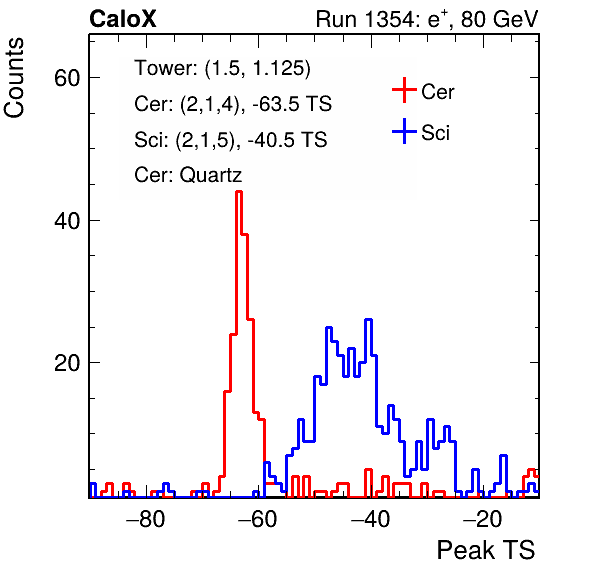 CaloX Run 1354: e⁺, 80 GeV
Counts
Tower: (1.5, 1.125)
Cer: (2,1,4), -63.5 TS
Sci: (2,1,5), -40.5 TS
Cer: Quartz
Cer
Sci
60
40
20
−80 −60 −40 −20
Peak TS